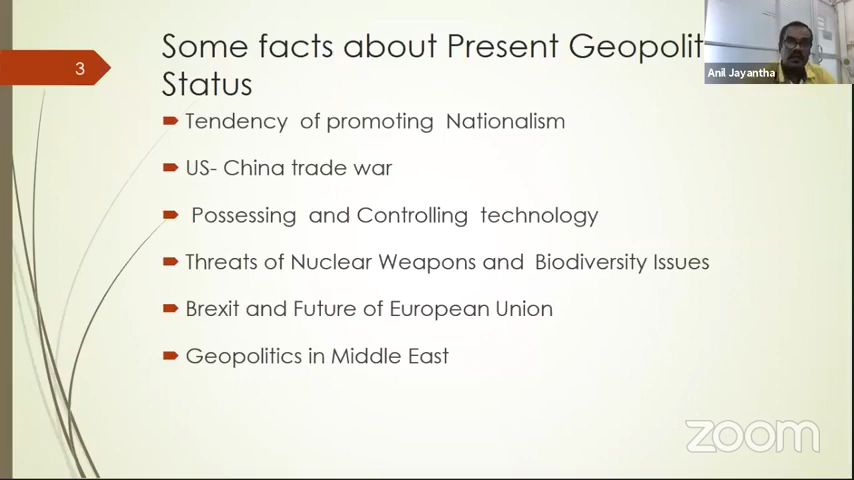 3
Some facts about Present Geopolit
Status
Tendency of promoting Nationalism
US- China trade war
Possessing and Controlling technology
Threats of Nuclear Weapons and Biodiversity Issues
Brexit and Future of European Union
Geopolitics in Middle East
Anil Jayantha
zoom